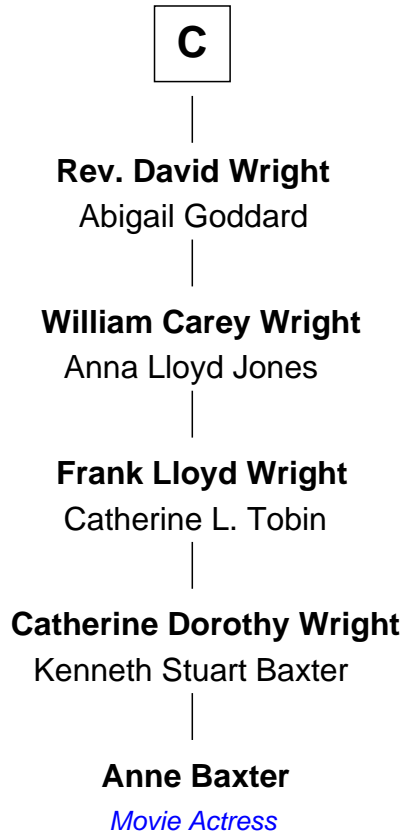 C
Rev. David Wright
Abigail Goddard
William Carey Wright
Anna Lloyd Jones
Frank Lloyd Wright
Catherine L. Tobin
Catherine Dorothy Wright
Kenneth Stuart Baxter
Anne Baxter
Movie Actress